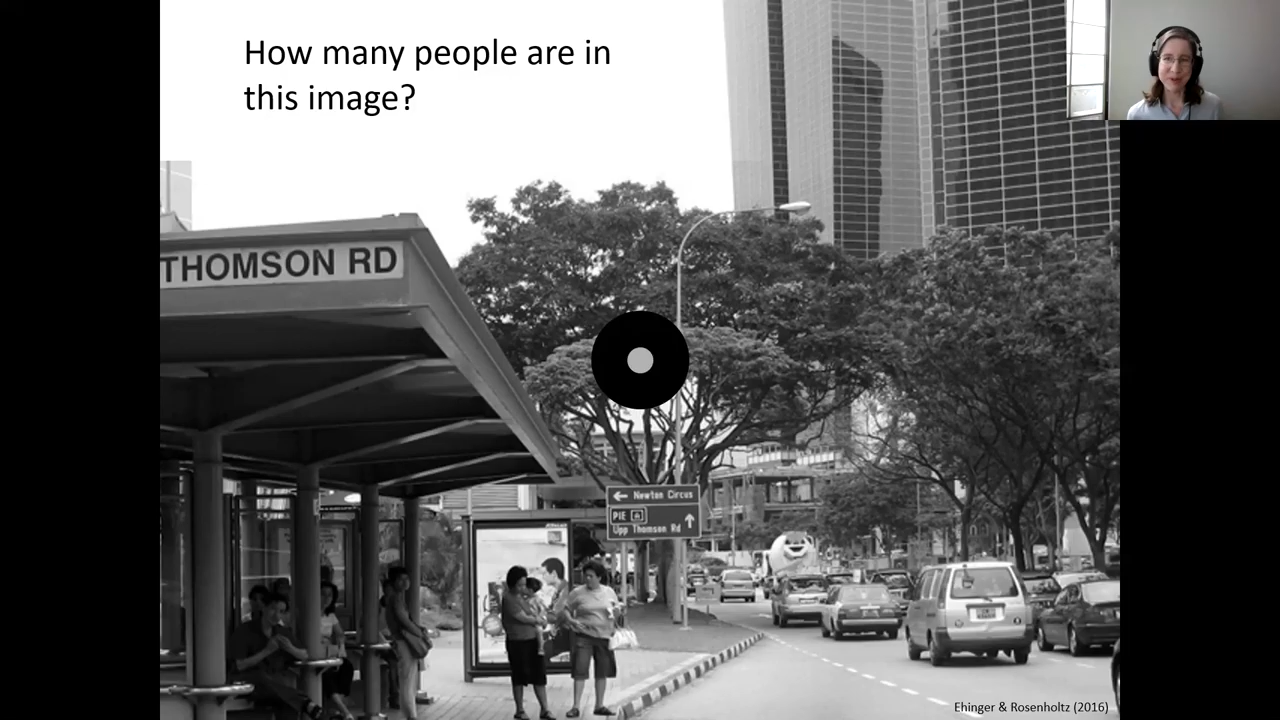 How many people are in
this image?
THOMSON RD
Newton Circus
PIE
Upp Thomson Rd
Ehinger & Rosenholtz (2016)